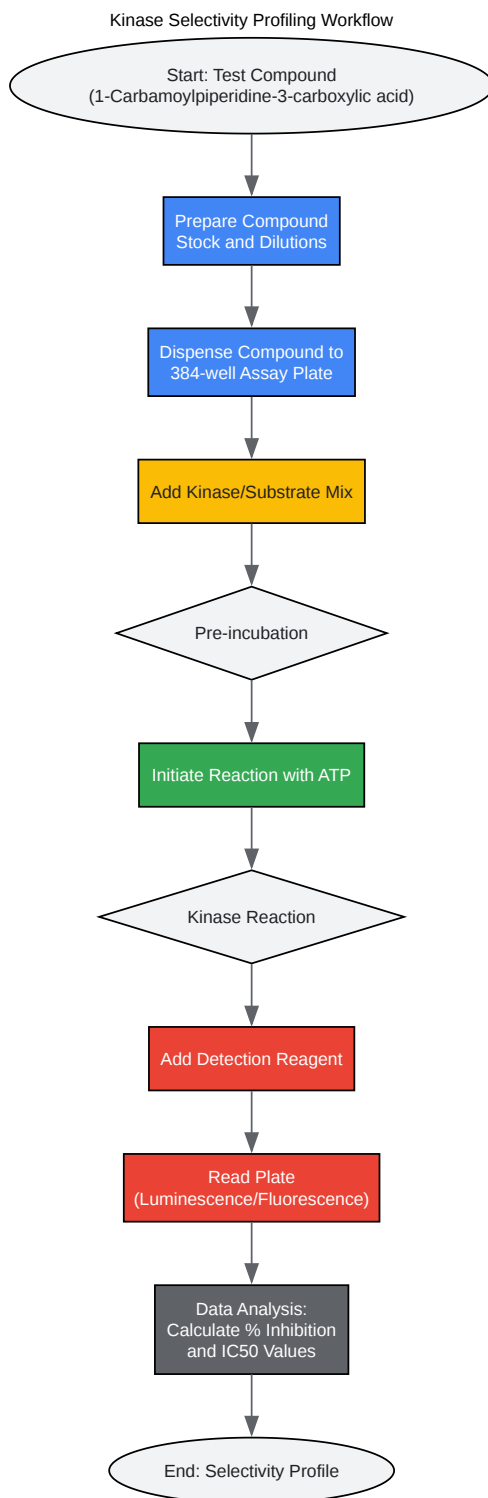 Kinase Selectivity Profiling Workflow
Start: Test Compound
(1-Carbamoylpiperidine-3-carboxylic acid)
Prepare Compound
Stock and Dilutions
Dispense Compound to
384-well Assay Plate
Add Kinase/Substrate Mix
Pre-incubation
Initiate Reaction with ATP
Kinase Reaction
Add Detection Reagent
Read Plate
(Luminescence/Fluorescence)
Data Analysis:
Calculate % Inhibition
and IC50 Values
End: Selectivity Profile